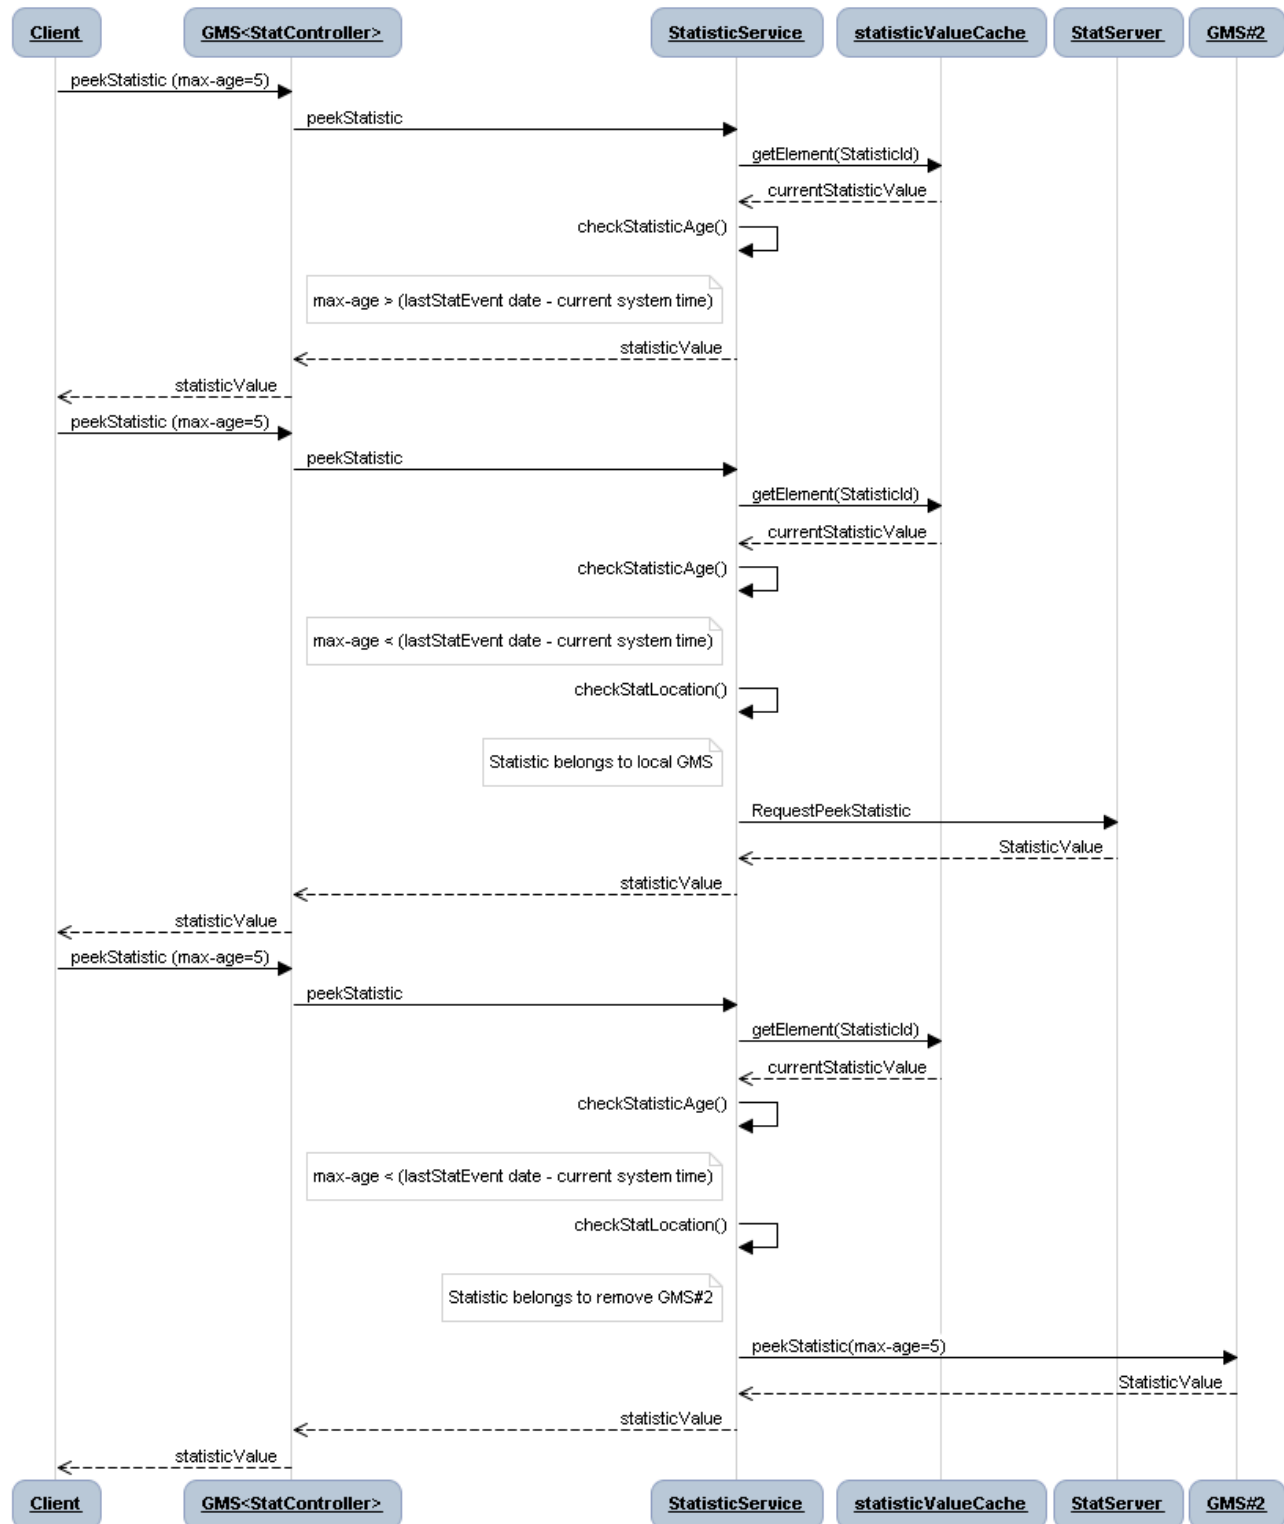 Client GMS<StatController> StatisticService statisticValueCache StatServer GMS#2
peekStatistic (max-age=5)
peekStatistic
getElement(StatisticId)
currentStatisticValue
checkStatisticAge()
max-age > (lastStatEvent date - current system time)
statisticValue
statisticValue
peekStatistic (max-age=5)
peekStatistic
getElement(StatisticId)
currentStatisticValue
checkStatisticAge()
max-age < (lastStatEvent date - current system time)
checkStatLocation()
Statistic belongs to local GMS
RequestPeekStatistic
StatisticValue
statisticValue
statisticValue
peekStatistic (max-age=5)
peekStatistic
getElement(StatisticId)
currentStatisticValue
checkStatisticAge()
max-age < (lastStatEvent date - current system time)
checkStatLocation()
Statistic belongs to remove GMS#2
peekStatistic(max-age=5)
StatisticValue
statisticValue
statisticValue
Client GMS<StatController> StatisticService statisticValueCache StatServer GMS#2